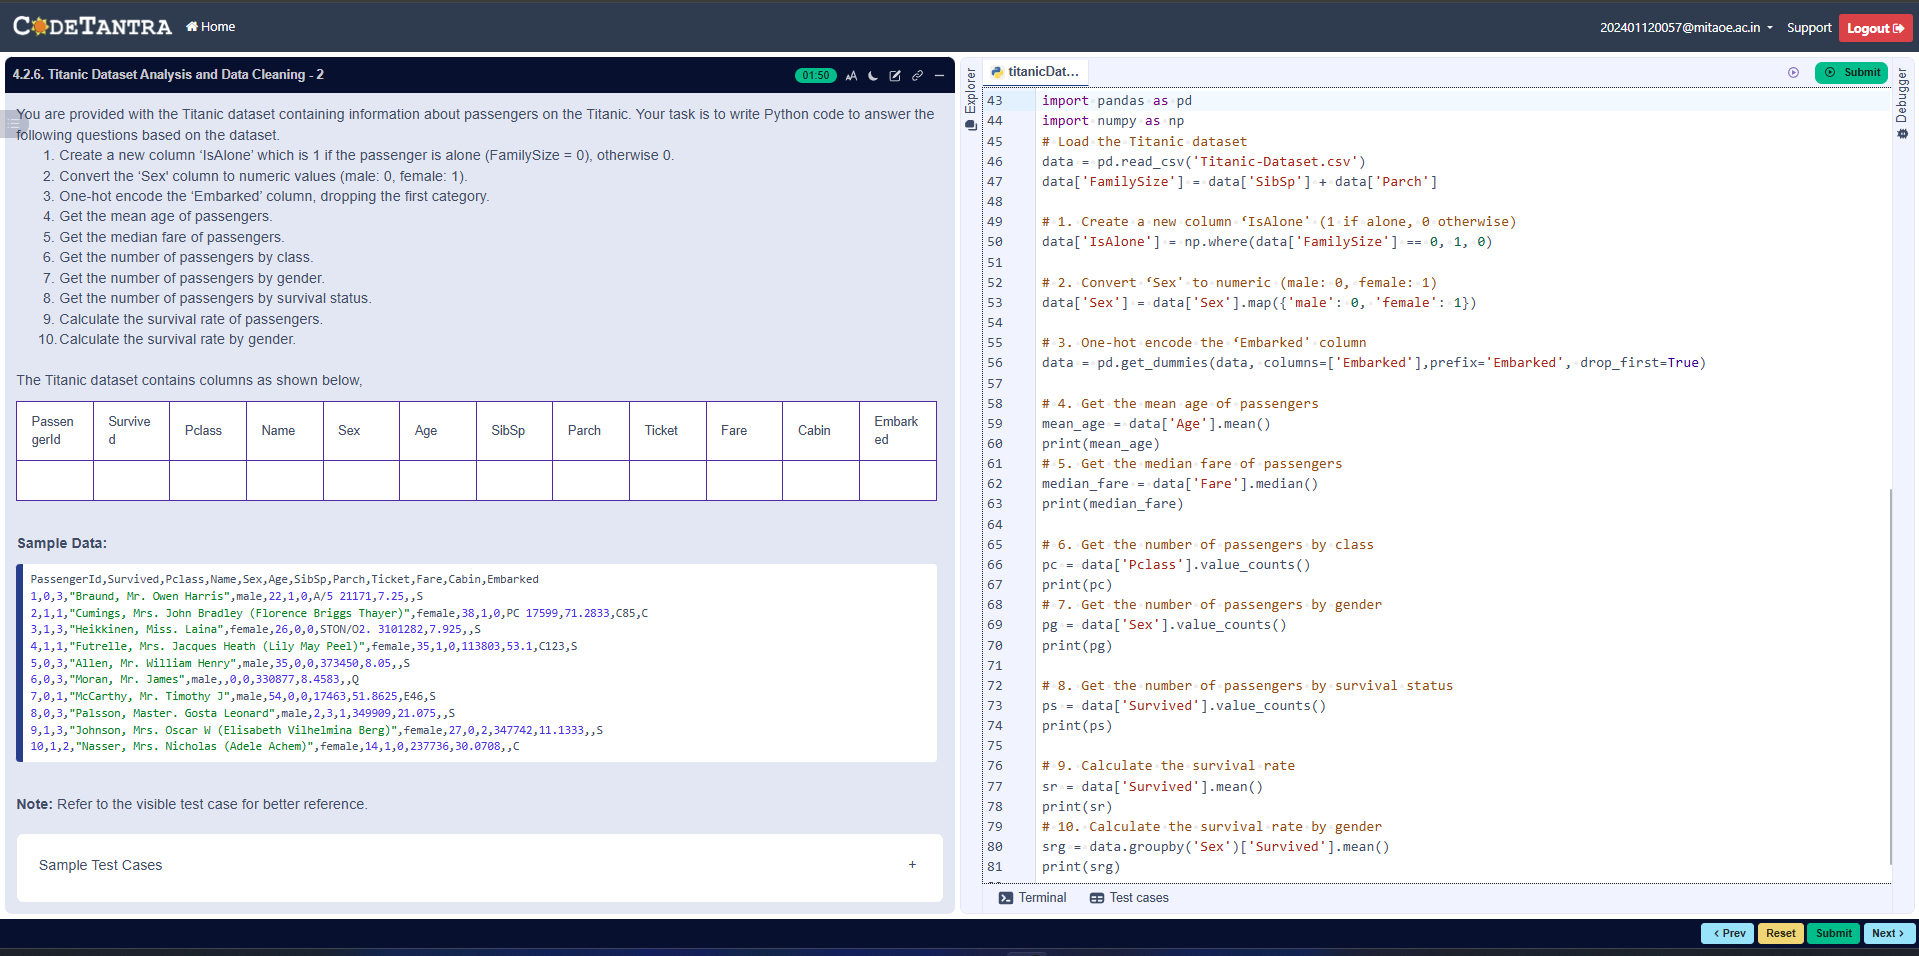 CODETANTRA Home 202401120057@mitaoe.ac.in Support Logout
4.2.6. Titanic Dataset Analysis and Data Cleaning - 2 01:50 AA
You are provided with the Titanic dataset containing information about passengers on the Titanic. Your task is to write Python code to answer the
following questions based on the dataset.
1. Create a new column ‘IsAlone’ which is 1 if the passenger is alone (FamilySize = 0), otherwise 0.
2. Convert the ‘Sex’ column to numeric values (male: 0, female: 1).
3. One-hot encode the ‘Embarked’ column, dropping the first category.
4. Get the mean age of passengers.
5. Get the median fare of passengers.
6. Get the number of passengers by class.
7. Get the number of passengers by gender.
8. Get the number of passengers by survival status.
9. Calculate the survival rate of passengers.
10. Calculate the survival rate by gender.
The Titanic dataset contains columns as shown below,
Passen
gerId
Survive
d
Pclass
Name
Sex
Age
SibSp
Parch
Ticket
Fare
Cabin
Embark
ed
Sample Data:
PassengerId,Survived,Pclass,Name,Sex,Age,SibSp,Parch,Ticket,Fare,Cabin,Embarked
1,0,3,"Braund, Mr. Owen Harris",male,22,1,0,A/5 21171,7.25,,S
2,1,1,"Cumings, Mrs. John Bradley (Florence Briggs Thayer)",female,38,1,0,PC 17599,71.2833,C85,C
3,1,3,"Heikkinen, Miss. Laina",female,26,0,0,STON/O2. 3101282,7.925,,S
4,1,1,"Futrelle, Mrs. Jacques Heath (Lily May Peel)",female,35,1,0,113803,53.1,C123,S
5,0,3,"Allen, Mr. William Henry",male,35,0,0,373450,8.05,,S
6,0,3,"Moran, Mr. James",male,,0,0,330877,8.4583,,Q
7,0,1,"McCarthy, Mr. Timothy J",male,54,0,0,17463,51.8625,E46,S
8,0,3,"Palsson, Master. Gosta Leonard",male,2,3,1,349909,21.075,,S
9,1,3,"Johnson, Mrs. Oscar W (Elisabeth Vilhelmina Berg)",female,27,0,2,347742,11.1333,,S
10,1,2,"Nasser, Mrs. Nicholas (Adele Achem)",female,14,1,0,237736,30.0708,,C
Note: Refer to the visible test case for better reference.
Sample Test Cases +
Explorer
titanicDat... Submit
Debugger
43 import pandas as pd
44 import numpy as np
45 # Load the Titanic dataset
46 data = pd.read_csv('Titanic-Dataset.csv')
47 data['FamilySize'] = data['SibSp'] + data['Parch']
48
49 # 1. Create a new column ‘IsAlone' (1 if alone, 0 otherwise)
50 data['IsAlone'] = np.where(data['FamilySize'] == 0, 1, 0)
51
52 # 2. Convert ‘Sex' to numeric (male: 0, female: 1)
53 data['Sex'] = data['Sex'].map({'male': 0, 'female': 1})
54
55 # 3. One-hot encode the ‘Embarked' column
56 data = pd.get_dummies(data, columns=['Embarked'],prefix='Embarked', drop_first=True)
57
58 # 4. Get the mean age of passengers
59 mean_age = data['Age'].mean()
60 print(mean_age)
61 # 5. Get the median fare of passengers
62 median_fare = data['Fare'].median()
63 print(median_fare)
64
65 # 6. Get the number of passengers by class
66 pc = data['Pclass'].value_counts()
67 print(pc)
68 # 7. Get the number of passengers by gender
69 pg = data['Sex'].value_counts()
70 print(pg)
71
72 # 8. Get the number of passengers by survival status
73 ps = data['Survived'].value_counts()
74 print(ps)
75
76 # 9. Calculate the survival rate
77 sr = data['Survived'].mean()
78 print(sr)
79 # 10. Calculate the survival rate by gender
80 srg = data.groupby('Sex')['Survived'].mean()
81 print(srg)
Terminal Test cases
< Prev Reset Submit Next >